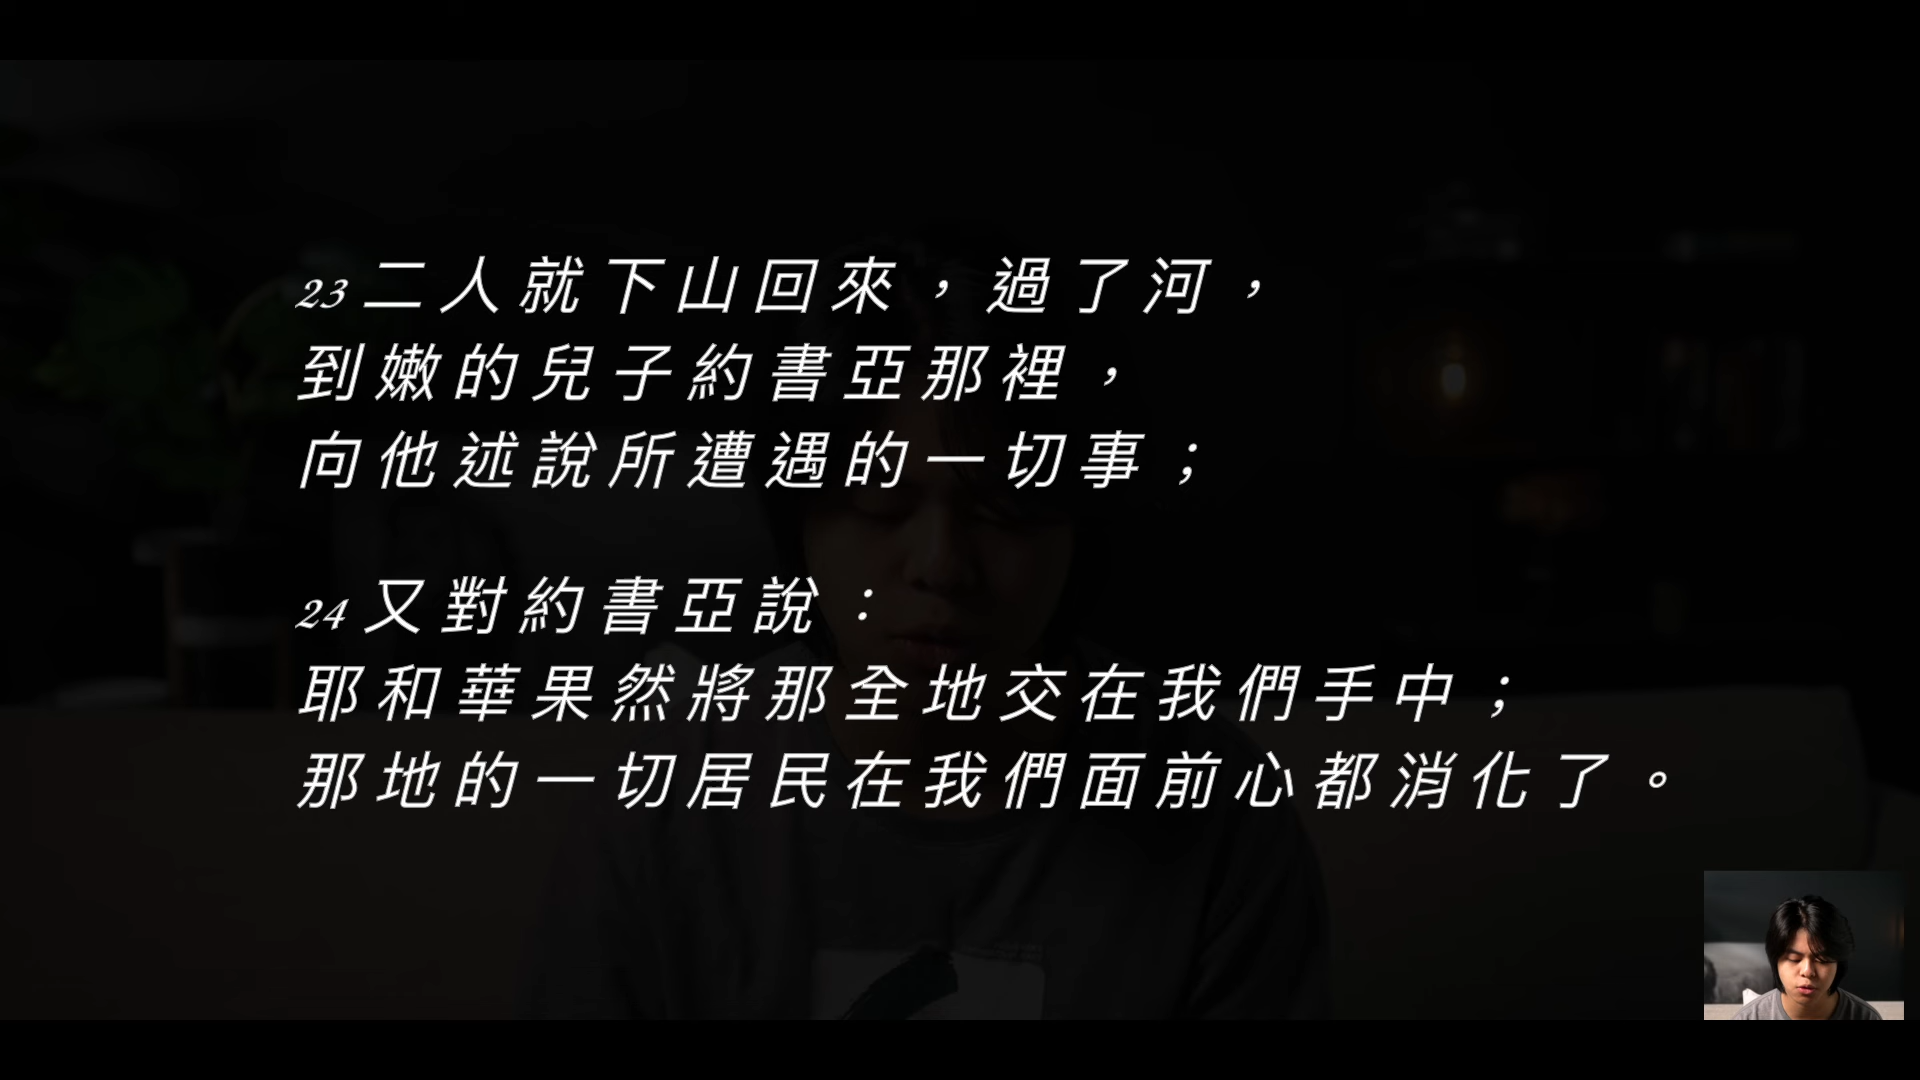 23 二人就下山回來，過了河，
到嫩的兒子約書亞那裡，
向他述說所遭遇的一切事；
24 又對約書亞說：
耶和華果然將那全地交在我們手中；
那地的一切居民在我們面前心都消化了。